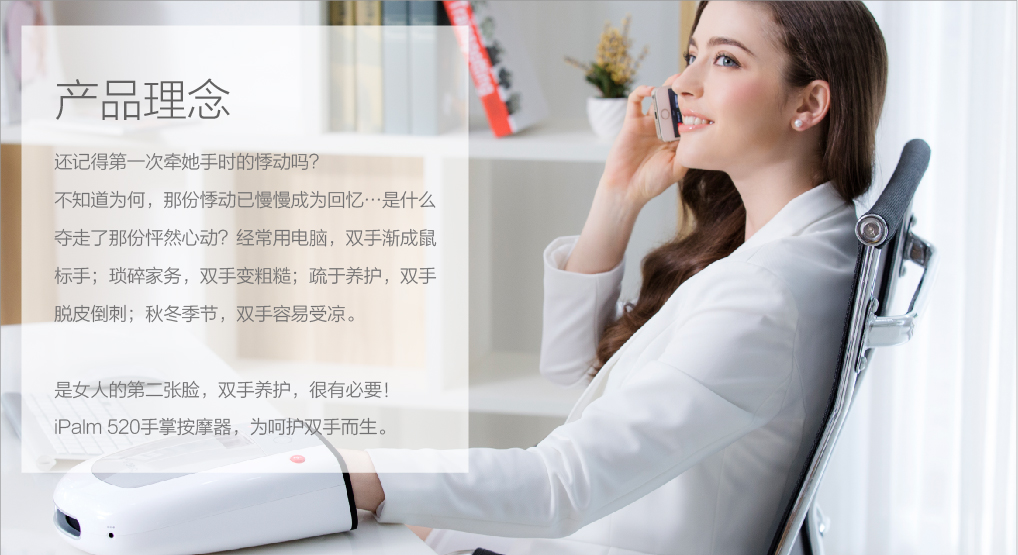 产品理念
还记得第一次牵她手时的悸动吗？
不知道为何，那份悸动已慢慢成为回忆…是什么
夺走了那份怦然心动？经常用电脑，双手渐成鼠
标手；琐碎家务，双手变粗糙；疏于养护，双手
脱皮倒刺；秋冬季节，双手容易受凉。
是女人的第二张脸，双手养护，很有必要！
iPalm 520手掌按摩器，为呵护双手而生。